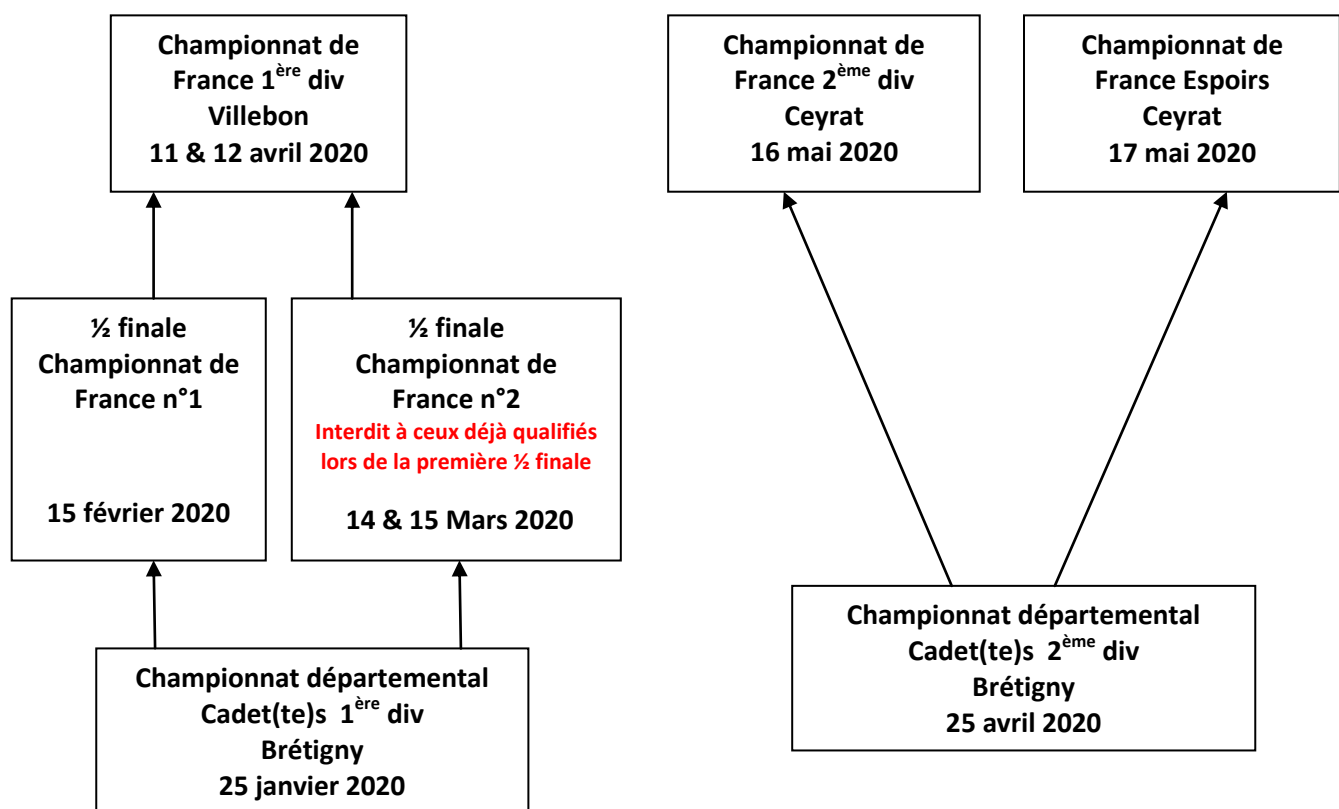 Championnat de
France 1ère div
Villebon
11 & 12 avril 2020
Championnat de
France 2ème div
Ceyrat
16 mai 2020
Championnat de
France Espoirs
Ceyrat
17 mai 2020
½ finale
Championnat de
France n°1
15 février 2020
½ finale
Championnat de
France n°2
Interdit à ceux déjà qualifiés
lors de la première ½ finale
14 & 15 Mars 2020
Championnat départemental
Cadet(te)s 1ère div
Brétigny
25 janvier 2020
Championnat départemental
Cadet(te)s 2ème div
Brétigny
25 avril 2020